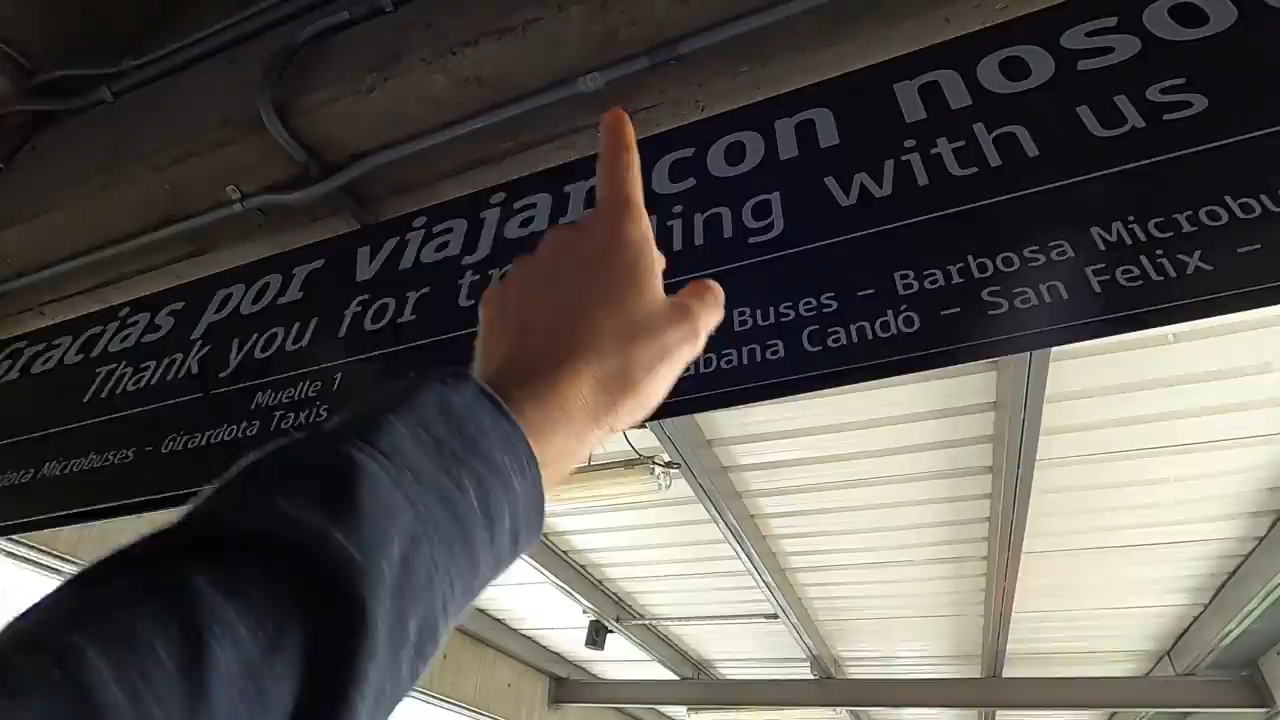 Gracias por viajar con noso
Thank you for tr ing with us
Muelle 1
Microbuses - Girardota Taxis
Buses - Barbosa Microbu
abana Candó - San Felix -